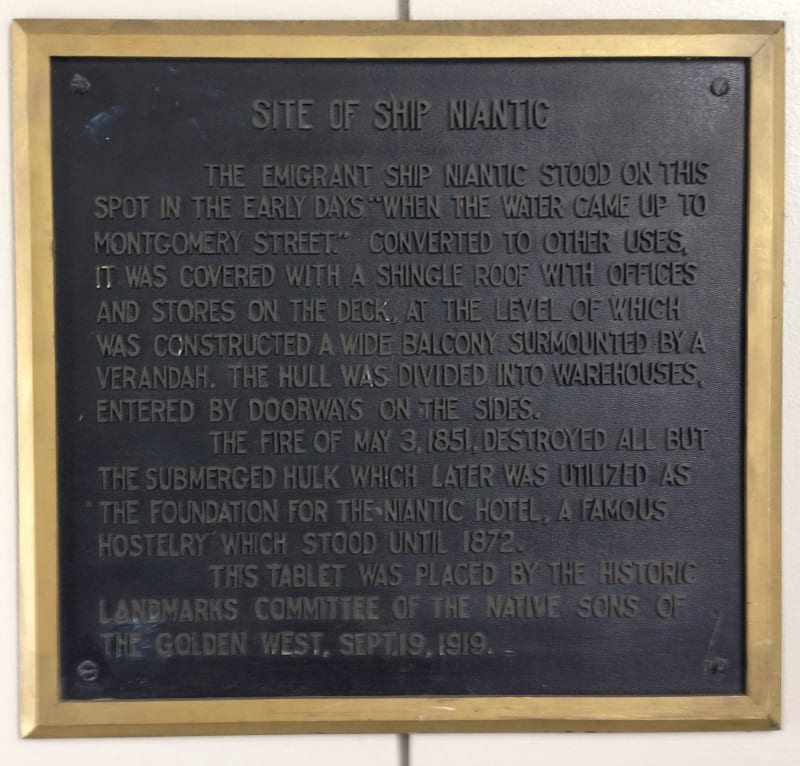 SITE OF SHIP NIANTIC
THE EMIGRANT SHIP NIANTIC STOOD ON THIS
SPOT IN THE EARLY DAYS "WHEN THE WATER CAME UP TO
MONTGOMERY STREET." CONVERTED TO OTHER USES,
IT WAS COVERED WITH A SHINGLE ROOF WITH OFFICES
AND STORES ON THE DECK, AT THE LEVEL OF WHICH
WAS CONSTRUCTED A WIDE BALCONY SURMOUNTED BY A
VERANDAH. THE HULL WAS DIVIDED INTO WAREHOUSES,
ENTERED BY DOORWAYS ON THE SIDES.
THE FIRE OF MAY 3, 1851, DESTROYED ALL BUT
THE SUBMERGED HULK WHICH LATER WAS UTILIZED AS
THE FOUNDATION FOR THE NIANTIC HOTEL, A FAMOUS
HOSTELRY WHICH STOOD UNTIL 1872.
THIS TABLET WAS PLACED BY THE HISTORIC
LANDMARKS COMMITTEE OF THE NATIVE SONS OF
THE GOLDEN WEST, SEPT. 19, 1919.